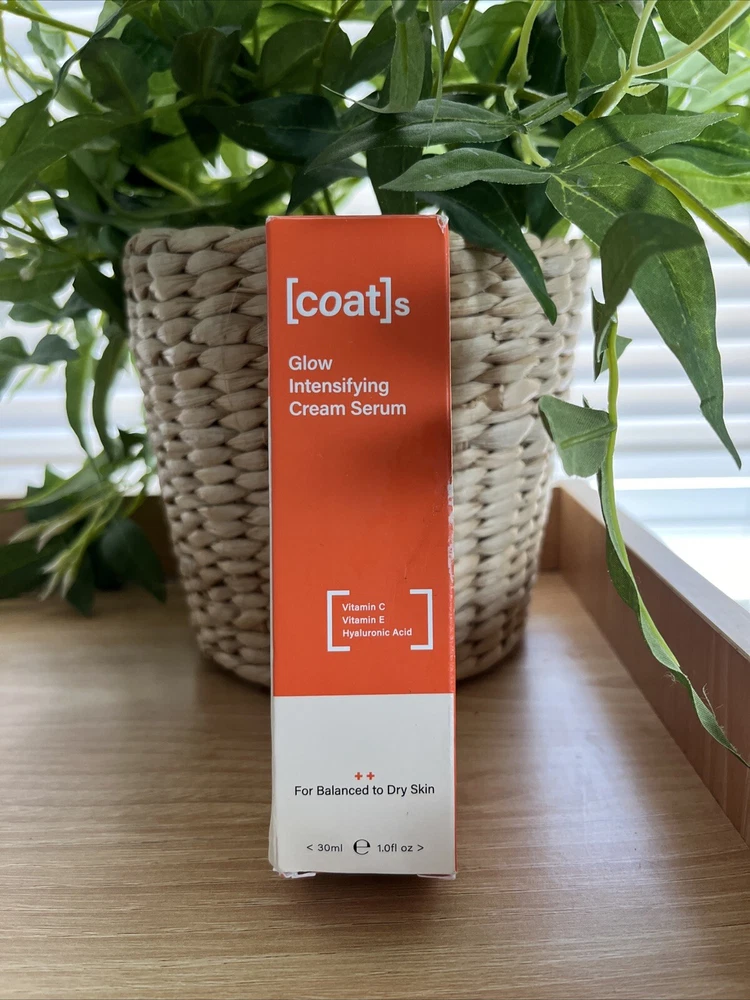 [coat]s
Glow
Intensifying
Cream Serum
Vitamin C
Vitamin E
Hyaluronic Acid
++
For Balanced to Dry Skin
< 30ml ℮ 1.0fl oz >